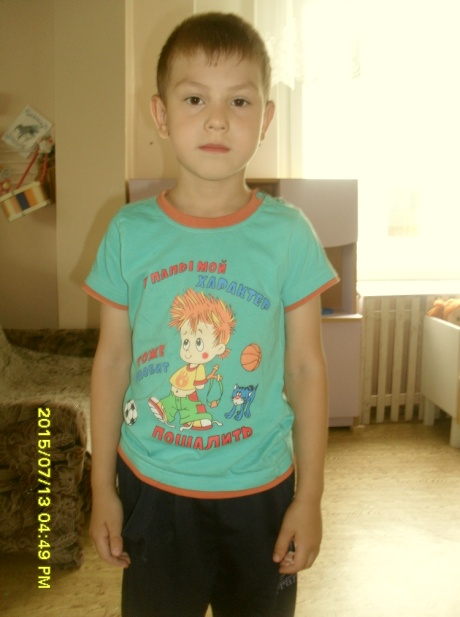 У ПАПЫ МОЙ
ХАРАКТЕР
ТОЖЕ
ЛЮБИТ
ПОШАЛИТЬ
2015/07/13 04:49 PM